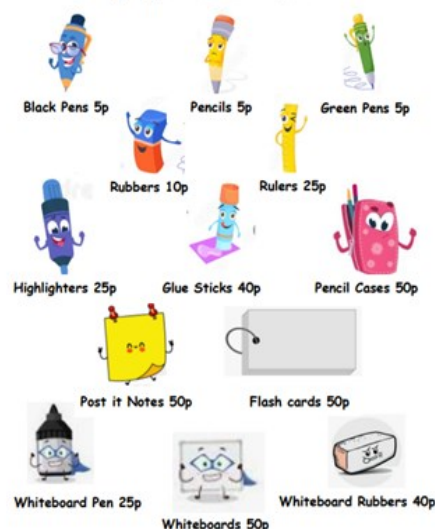 Black Pens 5p
Pencils 5p
Green Pens 5p
Rubbers 10p
Rulers 25p
Highlighters 25p
Glue Sticks 40p
Pencil Cases 50p
Post it Notes 50p
Flash cards 50p
Whiteboard Pen 25p
Whiteboards 50p
Whiteboard Rubbers 40p